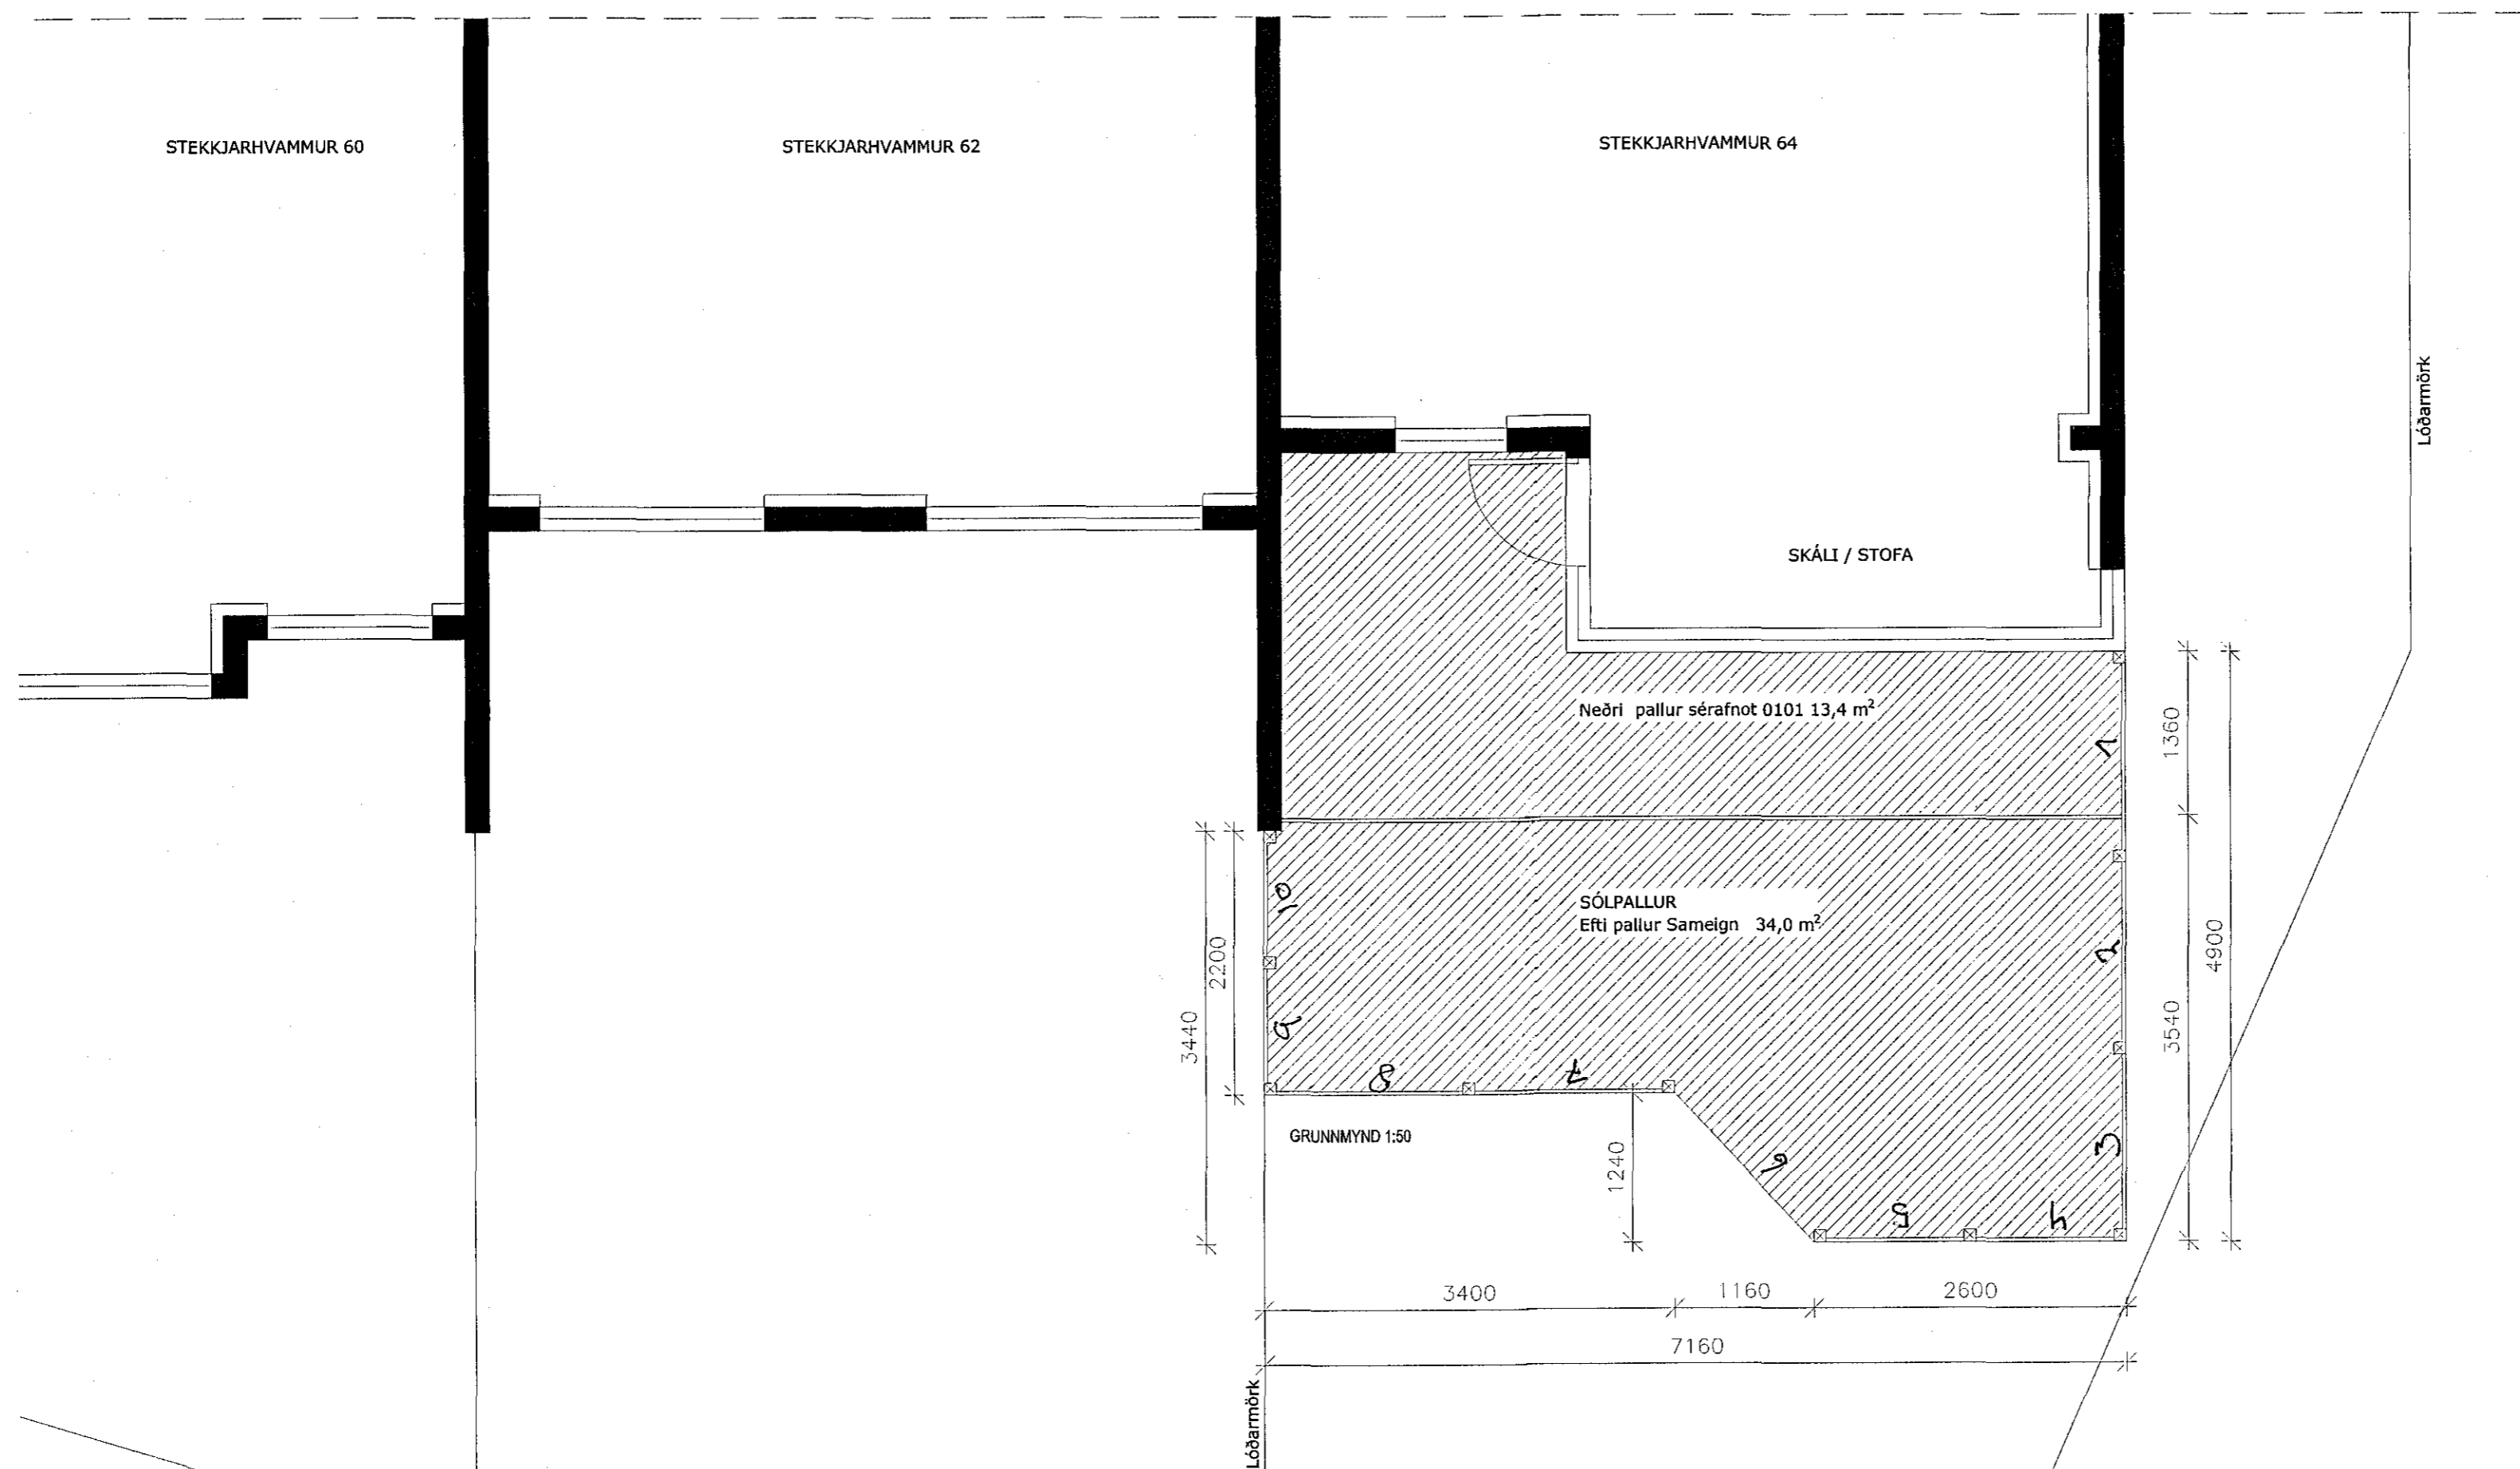 STEKKJARHVAMMUR 60
STEKKJARHVAMMUR 62
STEKKJARHVAMMUR 64
Lóðarmörk
SKÁLI / STOFA
Neðri pallur sérafnot 0101 13,4 m²
1
1360
SÓLPALLUR
Efti pallur Sameign 34,0 m²
10
2
2200
4900
3440
3540
9
8
7
GRUNNMYND 1:50
1240
6
3
5
4
3400
1160
2600
7160
Lóðarmörk